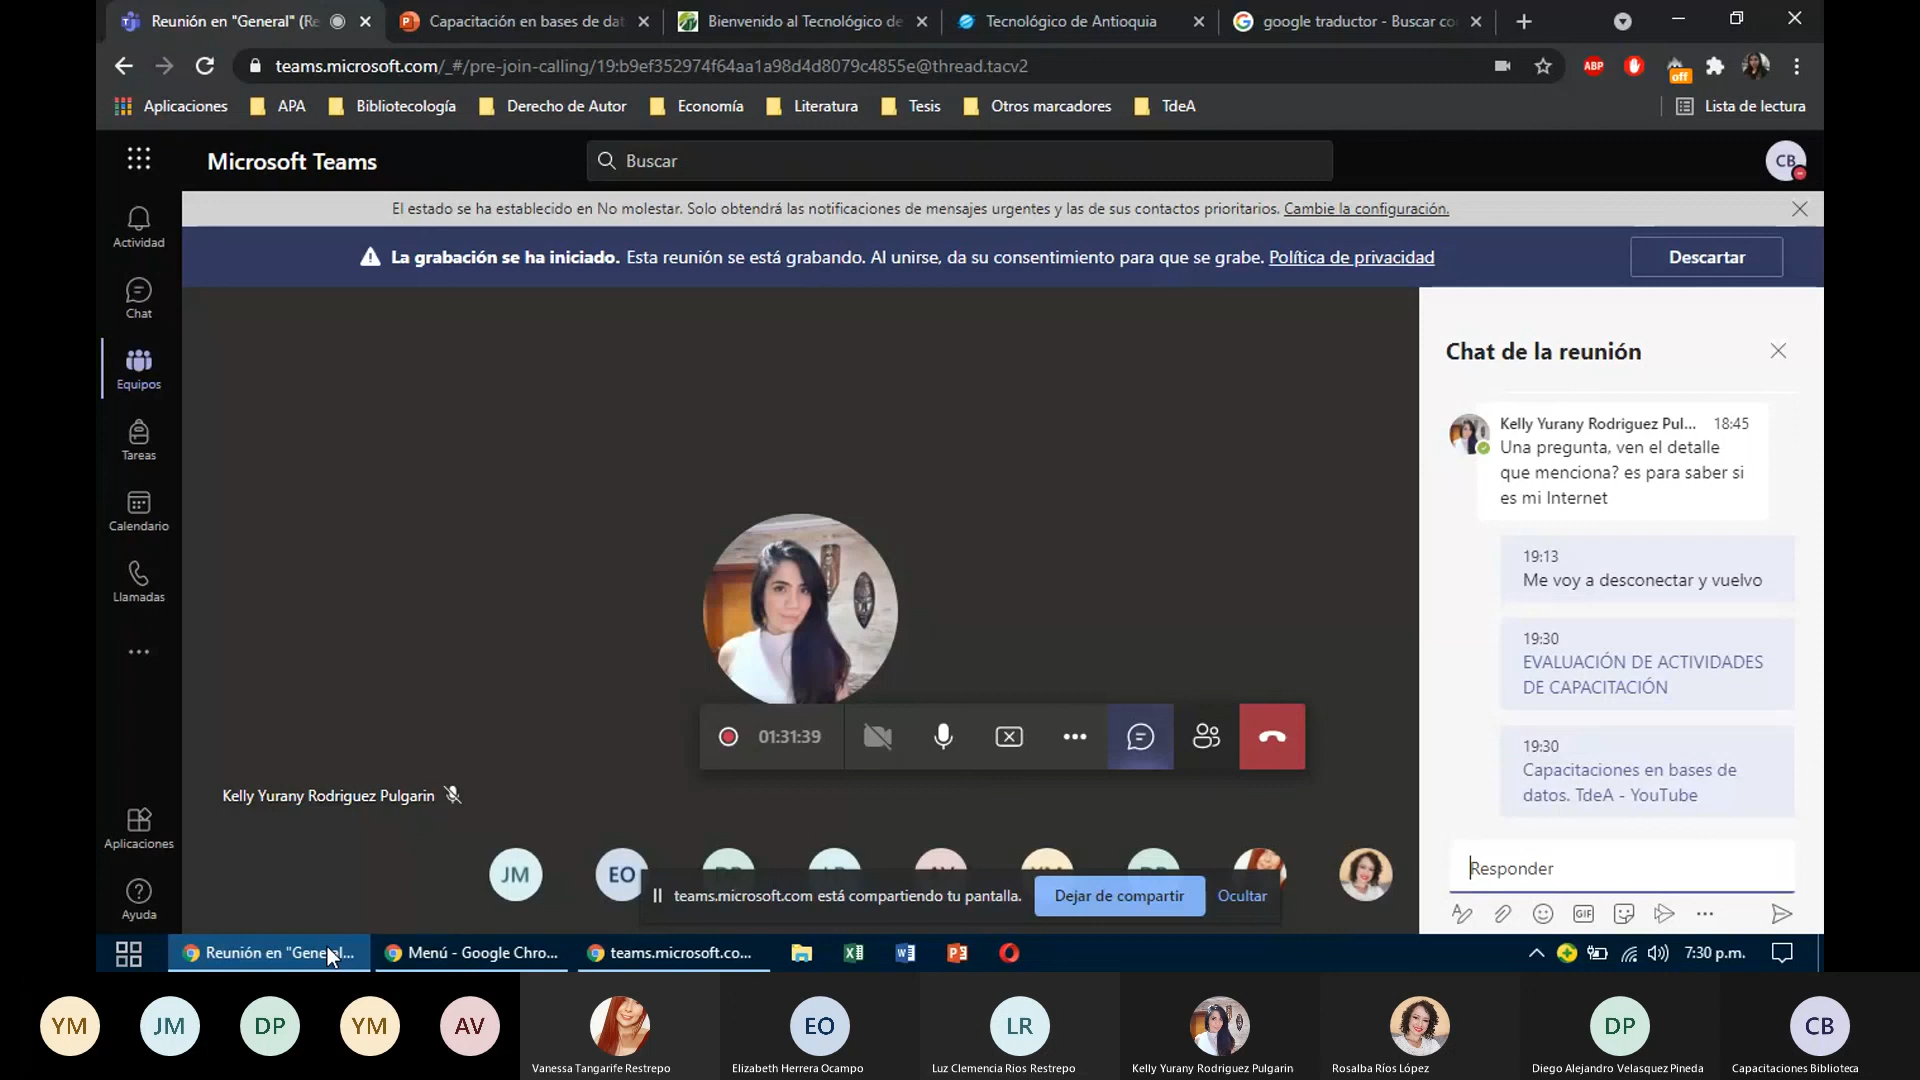 Reunión en "General" (Re
Capacitación en bases de dat
Bienvenido al Tecnológico de
Tecnológico de Antioquia
google traductor - Buscar co
teams.microsoft.com/_#/pre-join-calling/19:b9ef352974f64aa1a98d4d8079c4855e@thread.tacv2
ABP
off
Aplicaciones
APA
Bibliotecología
Derecho de Autor
Economía
Literatura
Tesis
Otros marcadores
TdeA
Lista de lectura
Microsoft Teams
Buscar
CB
El estado se ha establecido en No molestar. Solo obtendrá las notificaciones de mensajes urgentes y las de sus contactos prioritarios. Cambie la configuración.
La grabación se ha iniciado. Esta reunión se está grabando. Al unirse, da su consentimiento para que se grabe. Política de privacidad
Descartar
Actividad
Chat
Equipos
Tareas
Calendario
Llamadas
Aplicaciones
Ayuda
Chat de la reunión
Kelly Yurany Rodriguez Pul... 18:45
Una pregunta, ven el detalle
que menciona? es para saber si
es mi Internet
19:13
Me voy a desconectar y vuelvo
19:30
EVALUACIÓN DE ACTIVIDADES
DE CAPACITACIÓN
19:30
Capacitaciones en bases de
datos. TdeA - YouTube
Responder
GIF
01:31:39
Kelly Yurany Rodriguez Pulgarin
JM
EO
teams.microsoft.com está compartiendo tu pantalla.
Dejar de compartir
Ocultar
Reunión en "General...
Menú - Google Chro...
teams.microsoft.co...
7:30 p.m.
YM
JM
DP
YM
AV
Vanessa Tangarife Restrepo
EO
Elizabeth Herrera Ocampo
LR
Luz Clemencia Rios Restrepo
Kelly Yurany Rodriguez Pulgarin
Rosalba Ríos López
DP
Diego Alejandro Velasquez Pineda
CB
Capacitaciones Biblioteca